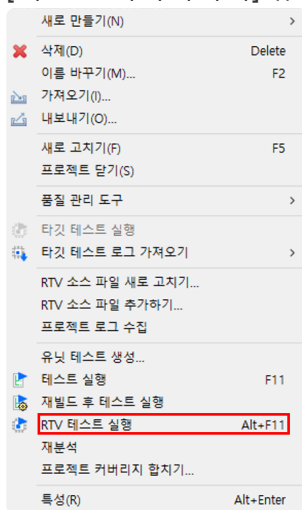 새로 만들기(N)
삭제(D) Delete
이름 바꾸기(M)... F2
가져오기(I)...
내보내기(O)...
새로 고치기(F) F5
프로젝트 닫기(S)
품질 관리 도구
타깃 테스트 실행
타깃 테스트 로그 가져오기
RTV 소스 파일 새로 고치기...
RTV 소스 파일 추가하기...
프로젝트 로그 수집
유닛 테스트 생성...
테스트 실행 F11
재빌드 후 테스트 실행
RTV 테스트 실행 Alt+F11
재분석
프로젝트 커버리지 합치기...
특성(R) Alt+Enter